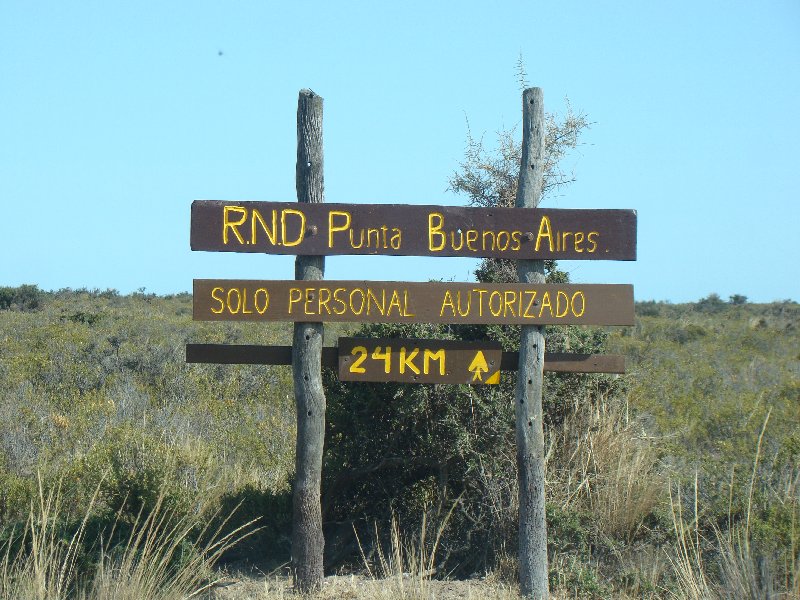 R.N.D Punta Buenos Aires.
SOLO PERSONAL AUTORIZADO
24KM